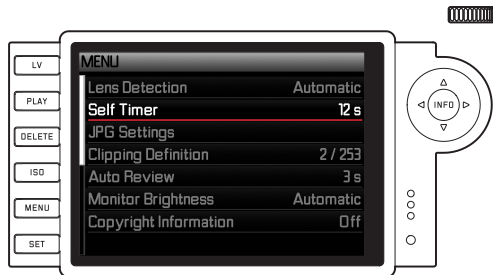 LV
PLAY
DELETE
ISO
MENU
SET
MENU
Lens Detection Automatic
Self Timer 12 s
JPG Settings
Clipping Definition 2 / 253
Auto Review 3 s
Monitor Brightness Automatic
Copyright Information Off
INFO